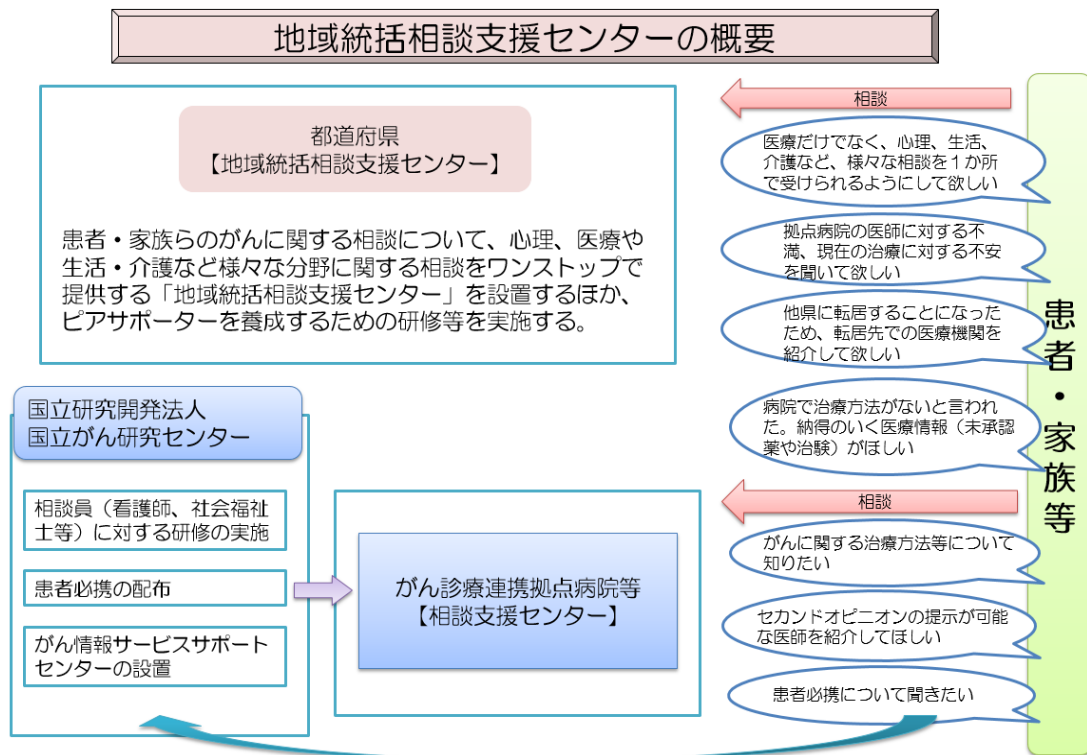 地域統括相談支援センターの概要
都道府県
【地域統括相談支援センター】
患者・家族らのがんに関する相談について、心理、医療や
生活・介護など様々な分野に関する相談をワンストップで
提供する「地域統括相談支援センター」を設置するほか、
ピアサポーターを養成するための研修等を実施する。
相談
医療だけでなく、心理、生活、
介護など、様々な相談を１か所
で受けられるようにして欲しい
拠点病院の医師に対する不
満、現在の治療に対する不安
を聞いて欲しい
他県に転居することになった
ため、転居先での医療機関を
紹介して欲しい
病院で治療方法がないと言われ
た。納得のいく医療情報（未承認
薬や治験）がほしい
患者・家族等
国立研究開発法人
国立がん研究センター
相談員（看護師、社会福祉
士等）に対する研修の実施
患者必携の配布
がん情報サービスサポート
センターの設置
がん診療連携拠点病院等
【相談支援センター】
相談
がんに関する治療方法等について
知りたい
セカンドオピニオンの提示が可能
な医師を紹介してほしい
患者必携について聞きたい